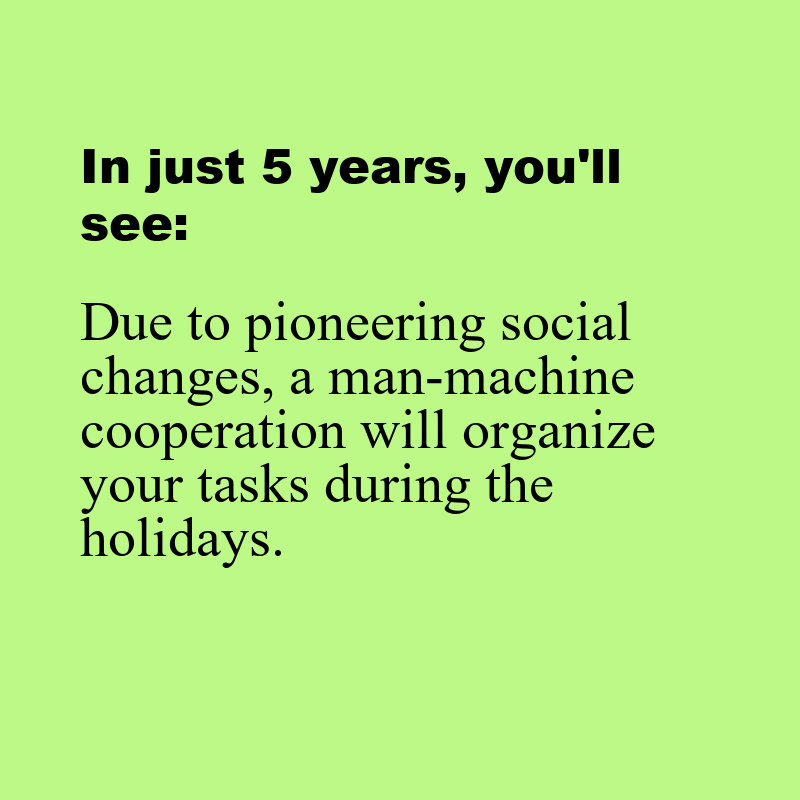 In just 5 years, you'll
see:
Due to pioneering social
changes, a man-machine
cooperation will organize
your tasks during the
holidays.